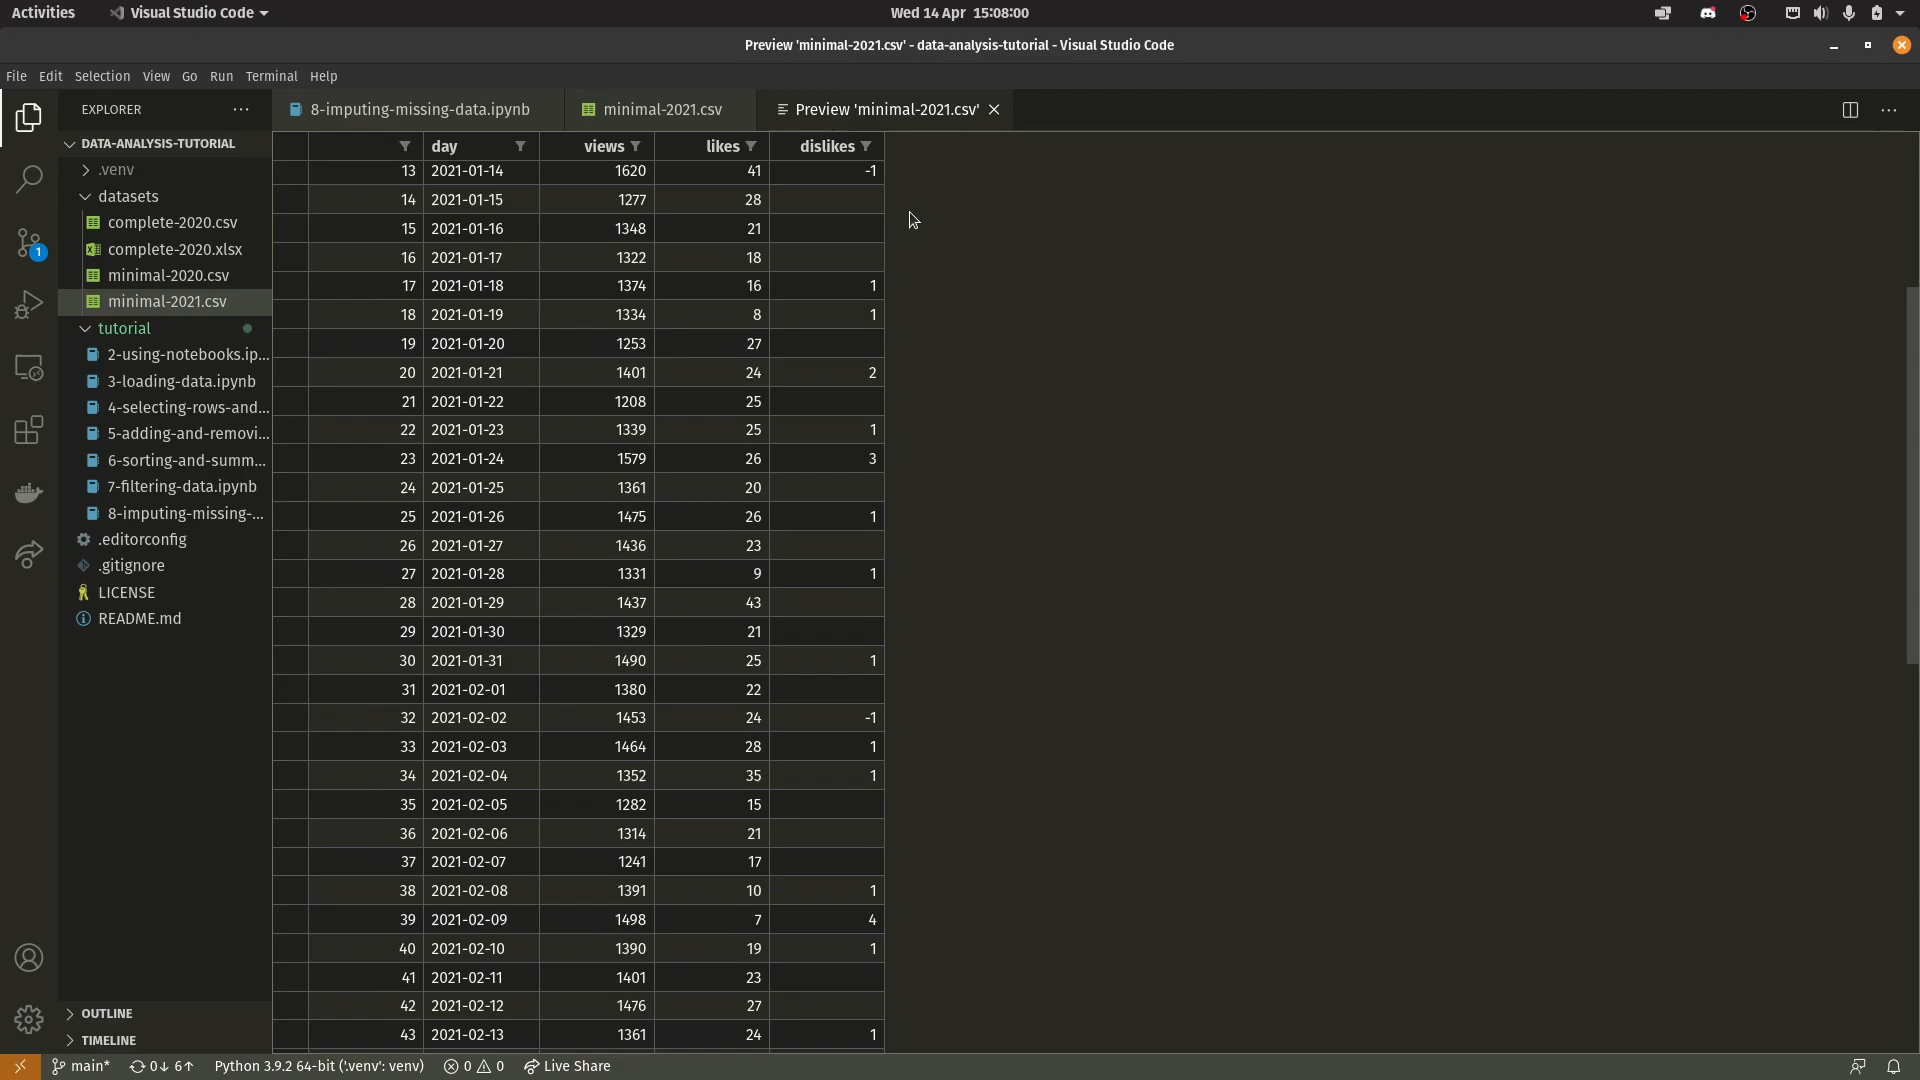 Activities Visual Studio Code Wed 14 Apr 15:08:00
Preview 'minimal-2021.csv' - data-analysis-tutorial - Visual Studio Code
File Edit Selection View Go Run Terminal Help
EXPLORER 8-imputing-missing-data.ipynb minimal-2021.csv Preview 'minimal-2021.csv'
DATA-ANALYSIS-TUTORIAL
.venv
datasets
complete-2020.csv
complete-2020.xlsx
minimal-2020.csv
minimal-2021.csv
tutorial
2-using-notebooks.ip...
3-loading-data.ipynb
4-selecting-rows-and...
5-adding-and-removi...
6-sorting-and-summ...
7-filtering-data.ipynb
8-imputing-missing-...
.editorconfig
.gitignore
LICENSE
README.md
OUTLINE
TIMELINE
1
day views likes dislikes
13 2021-01-14 1620 41 -1
14 2021-01-15 1277 28
15 2021-01-16 1348 21
16 2021-01-17 1322 18
17 2021-01-18 1374 16 1
18 2021-01-19 1334 8 1
19 2021-01-20 1253 27
20 2021-01-21 1401 24 2
21 2021-01-22 1208 25
22 2021-01-23 1339 25 1
23 2021-01-24 1579 26 3
24 2021-01-25 1361 20
25 2021-01-26 1475 26 1
26 2021-01-27 1436 23
27 2021-01-28 1331 9 1
28 2021-01-29 1437 43
29 2021-01-30 1329 21
30 2021-01-31 1490 25 1
31 2021-02-01 1380 22
32 2021-02-02 1453 24 -1
33 2021-02-03 1464 28 1
34 2021-02-04 1352 35 1
35 2021-02-05 1282 15
36 2021-02-06 1314 21
37 2021-02-07 1241 17
38 2021-02-08 1391 10 1
39 2021-02-09 1498 7 4
40 2021-02-10 1390 19 1
41 2021-02-11 1401 23
42 2021-02-12 1476 27
43 2021-02-13 1361 24 1
main* 0↓ 6↑ Python 3.9.2 64-bit ('.venv': venv) 0 0 Live Share